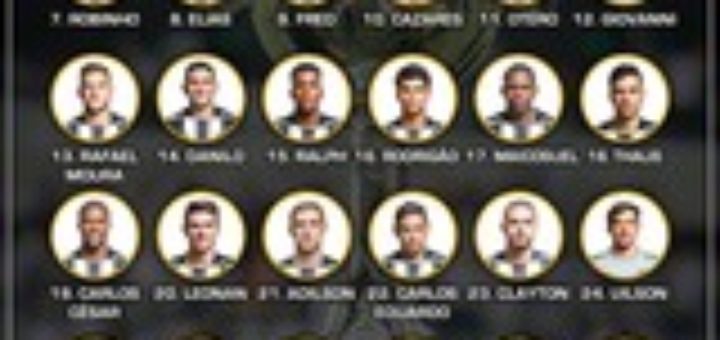 7. ROBINHO 8. ELIAS 9. FRED 10. CAZARES 11. OTERO 12. GIOVANNI
13. RAFAEL MOURA 14. DANILO 15. RALPH 16. RODRIGÃO 17. MAICOSUEL 18. THALIS
19. CARLOS CÉSAR 20. LEONAN 21. ADILSON 22. CARLOS EDUARDO 23. CLAYTON 24. UILSON